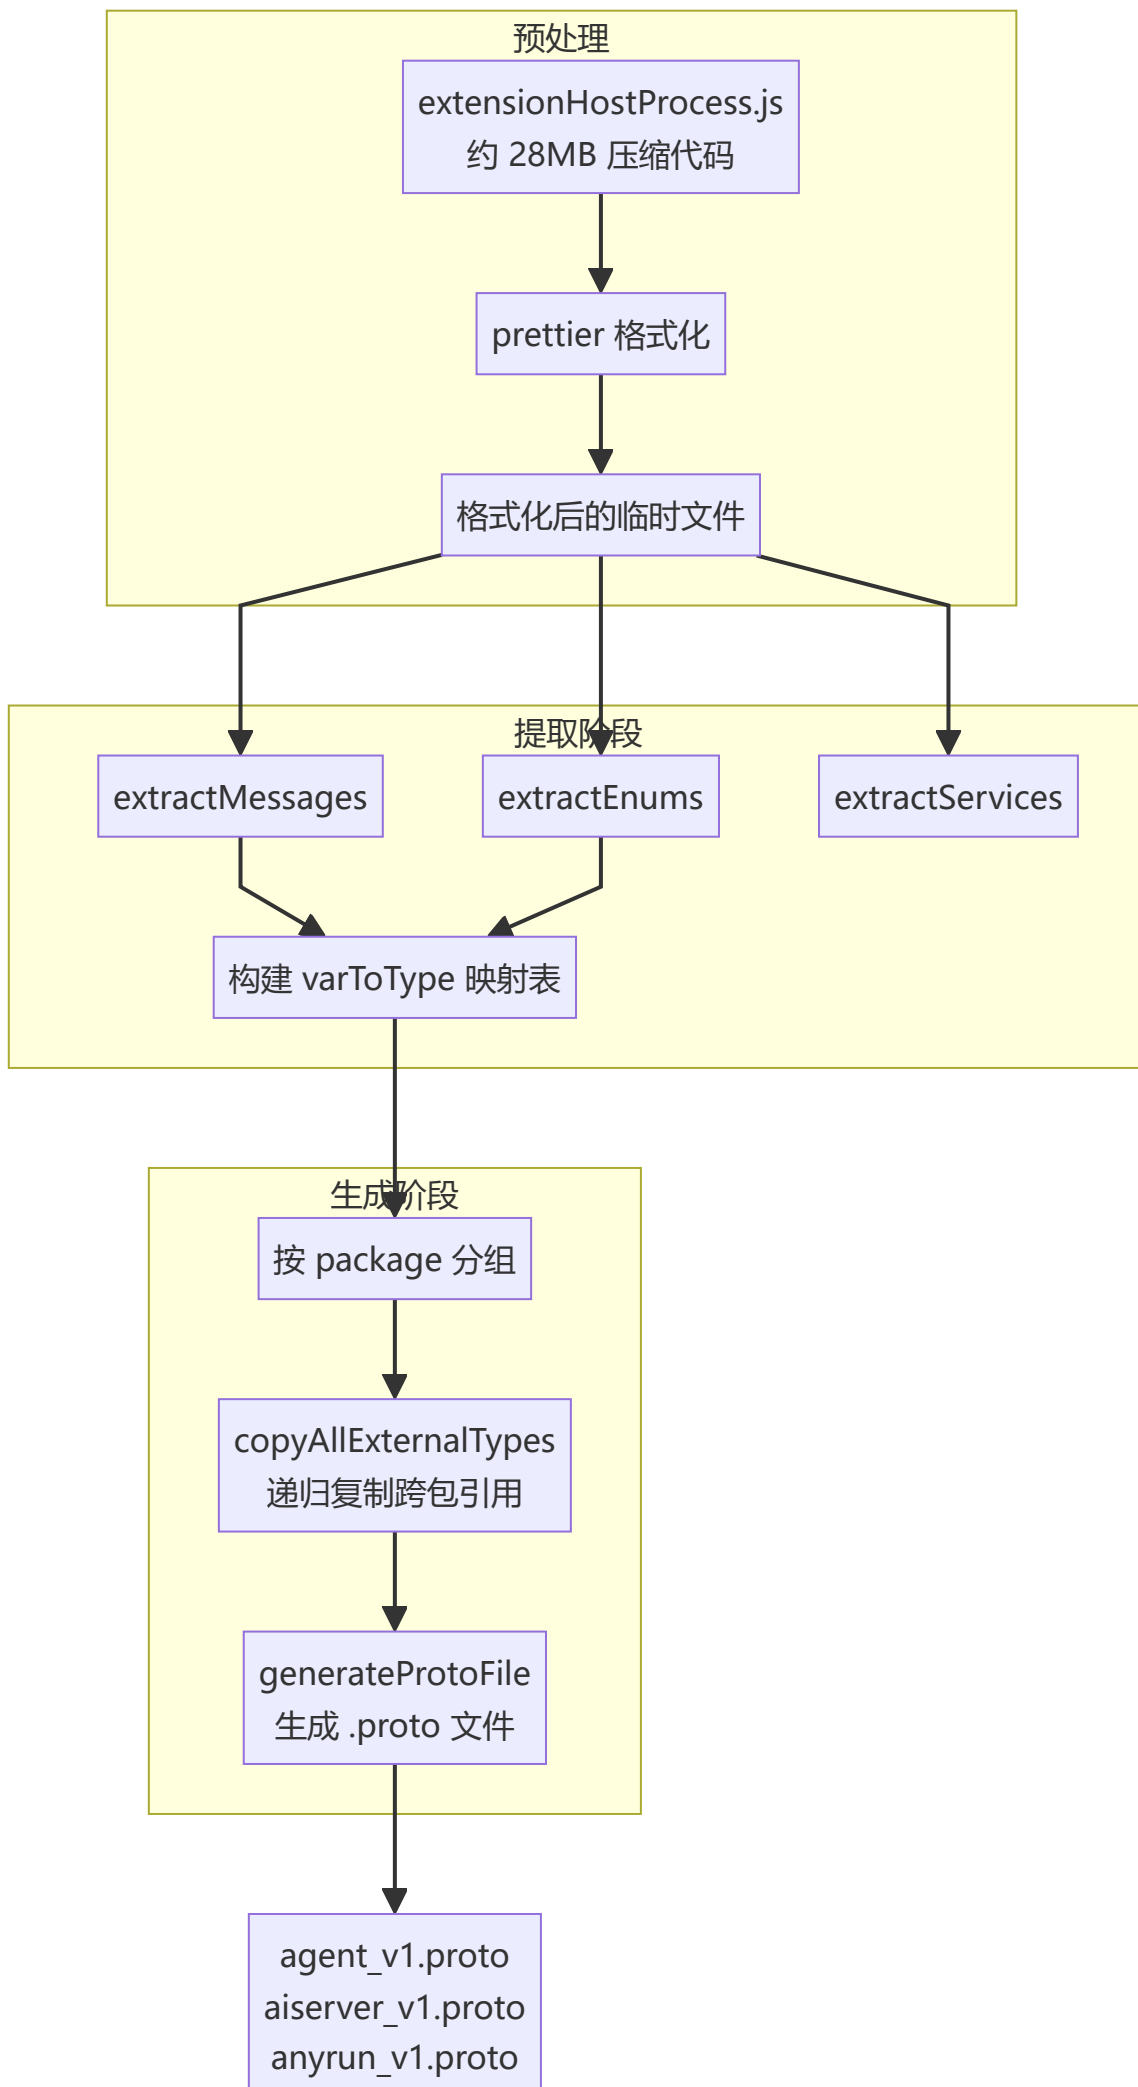 预处理
extensionHostProcess.js
约 28MB 压缩代码
prettier 格式化
格式化后的临时文件
提取阶段
extractMessages
extractEnums
extractServices
构建 varToType 映射表
生成阶段
按 package 分组
copyAllExternalTypes
递归复制跨包引用
generateProtoFile
生成 .proto 文件
agent_v1.proto
aiserver_v1.proto
anyrun_v1.proto